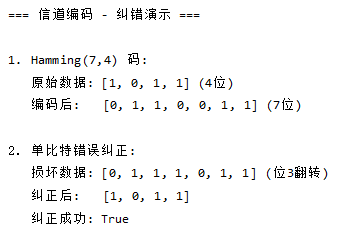 === 信道编码 - 纠错演示 ===
1. Hamming(7,4) 码:
原始数据: [1, 0, 1, 1] (4位)
编码后: [0, 1, 1, 0, 0, 1, 1] (7位)
2. 单比特错误纠正:
损坏数据: [0, 1, 1, 1, 0, 1, 1] (位3翻转)
纠正后: [1, 0, 1, 1]
纠正成功: True